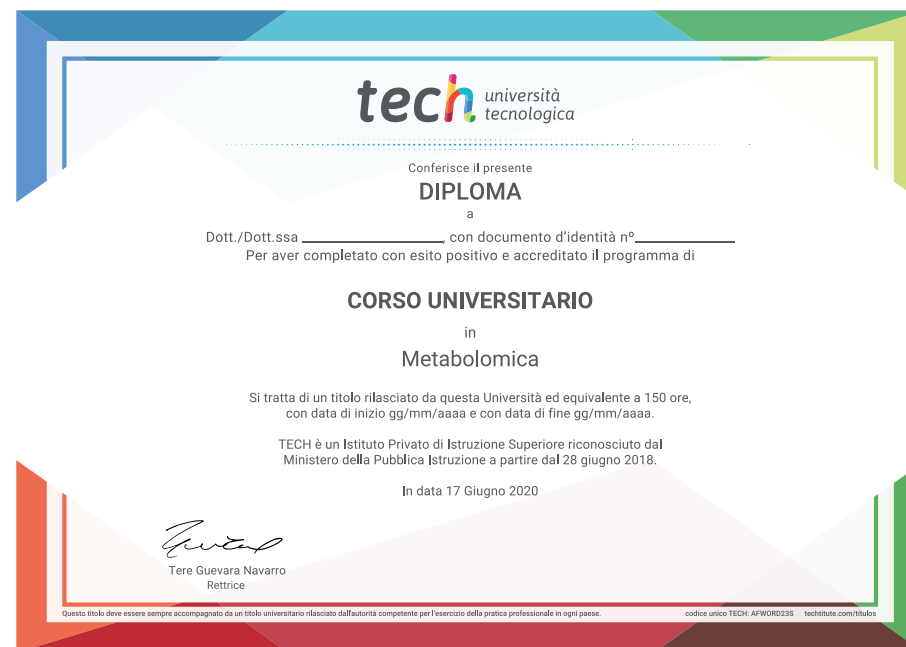 tech università
tecnologica
Conferisce il presente
DIPLOMA
a
Dott./Dott.ssa ___________________, con documento d'identità nº_____________
Per aver completato con esito positivo e accreditato il programma di
CORSO UNIVERSITARIO
in
Metabolomica
Si tratta di un titolo rilasciato da questa Università ed equivalente a 150 ore,
con data di inizio gg/mm/aaaa e con data di fine gg/mm/aaaa.
TECH è un Istituto Privato di Istruzione Superiore riconosciuto dal
Ministero della Pubblica Istruzione a partire dal 28 giugno 2018.
In data 17 Giugno 2020
Tere Guevara Navarro
Rettrice
Questo titolo deve essere sempre accompagnato da un titolo universitario rilasciato dall'autorità competente per l'esercizio della pratica professionale in ogni paese. codice unico TECH: AFWORD23S techtitute.com/títulos